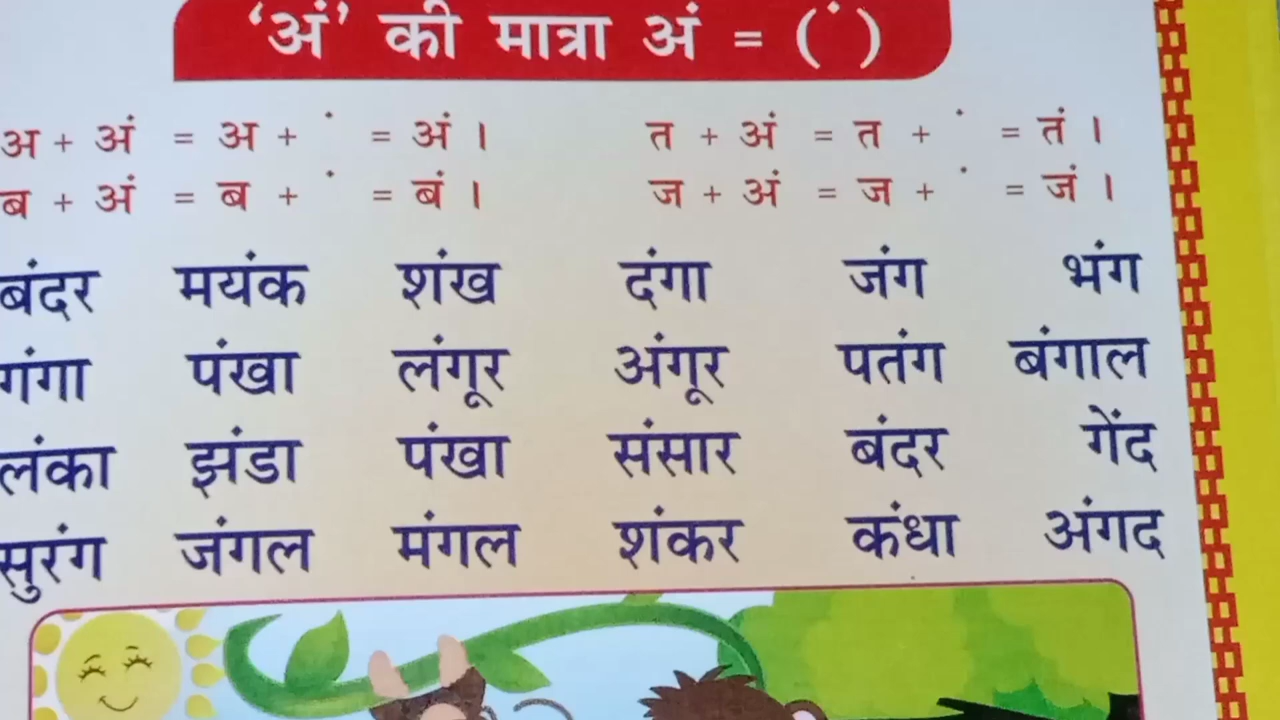 'अं' की मात्रा अं = ( ं )
अ + अं = अ + ं = अं । त + अं = त + ं = तं ।
ब + अं = ब + ं = बं । ज + अं = ज + ं = जं ।
बंदर मयंक शंख दंगा जंग भंग
गंगा पंखा लंगूर अंगूर पतंग बंगाल
लंका झंडा पंखा संसार बंदर गेंद
सुरंग जंगल मंगल शंकर कंधा अंगद